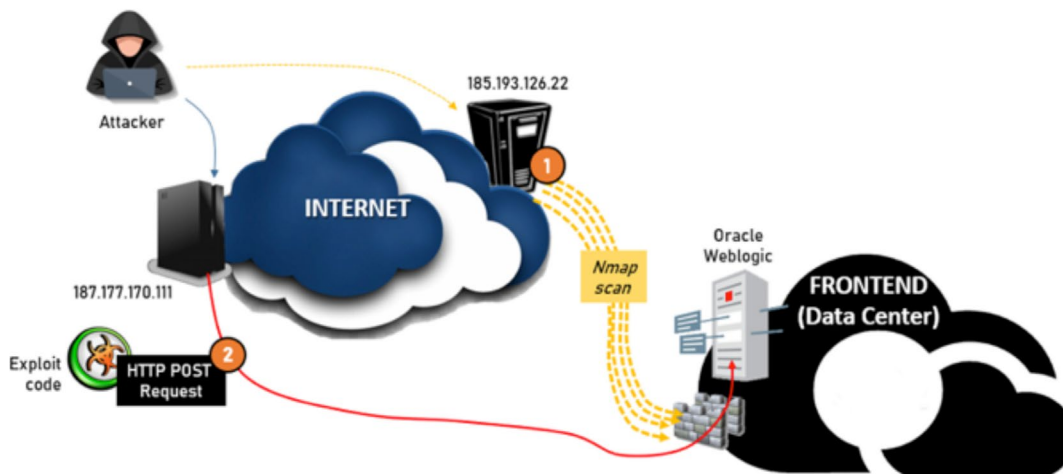 Attacker
185.193.126.22
1
INTERNET
187.177.170.111
Nmap
scan
Oracle
Weblogic
FRONTEND
(Data Center)
Exploit
code
HTTP POST
Request
2